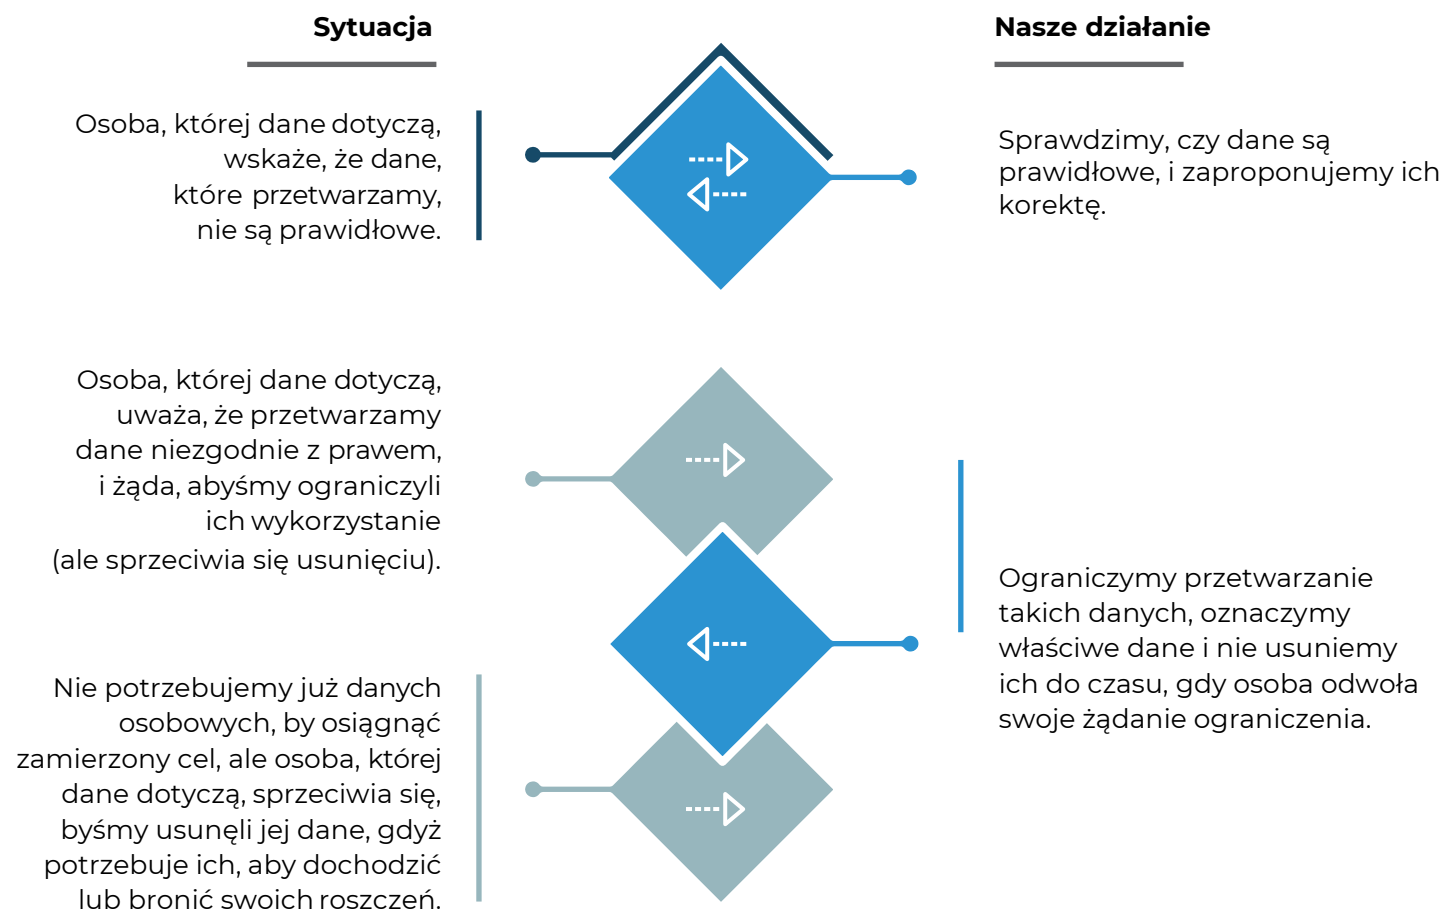 Sytuacja
Nasze działanie
Osoba, której dane dotyczą,
wskaże, że dane,
które przetwarzamy,
nie są prawidłowe.
Sprawdzimy, czy dane są
prawidłowe, i zaproponujemy ich
korektę.
Osoba, której dane dotyczą,
uważa, że przetwarzamy
dane niezgodnie z prawem,
i żąda, abyśmy ograniczyli
ich wykorzystanie
(ale sprzeciwia się usunięciu).
Nie potrzebujemy już danych
osobowych, by osiągnąć
zamierzony cel, ale osoba, której
dane dotyczą, sprzeciwia się,
byśmy usunęli jej dane, gdyż
potrzebuje ich, aby dochodzić
lub bronić swoich roszczeń.
Ograniczymy przetwarzanie
takich danych, oznaczymy
właściwe dane i nie usuniemy
ich do czasu, gdy osoba odwoła
swoje żądanie ograniczenia.